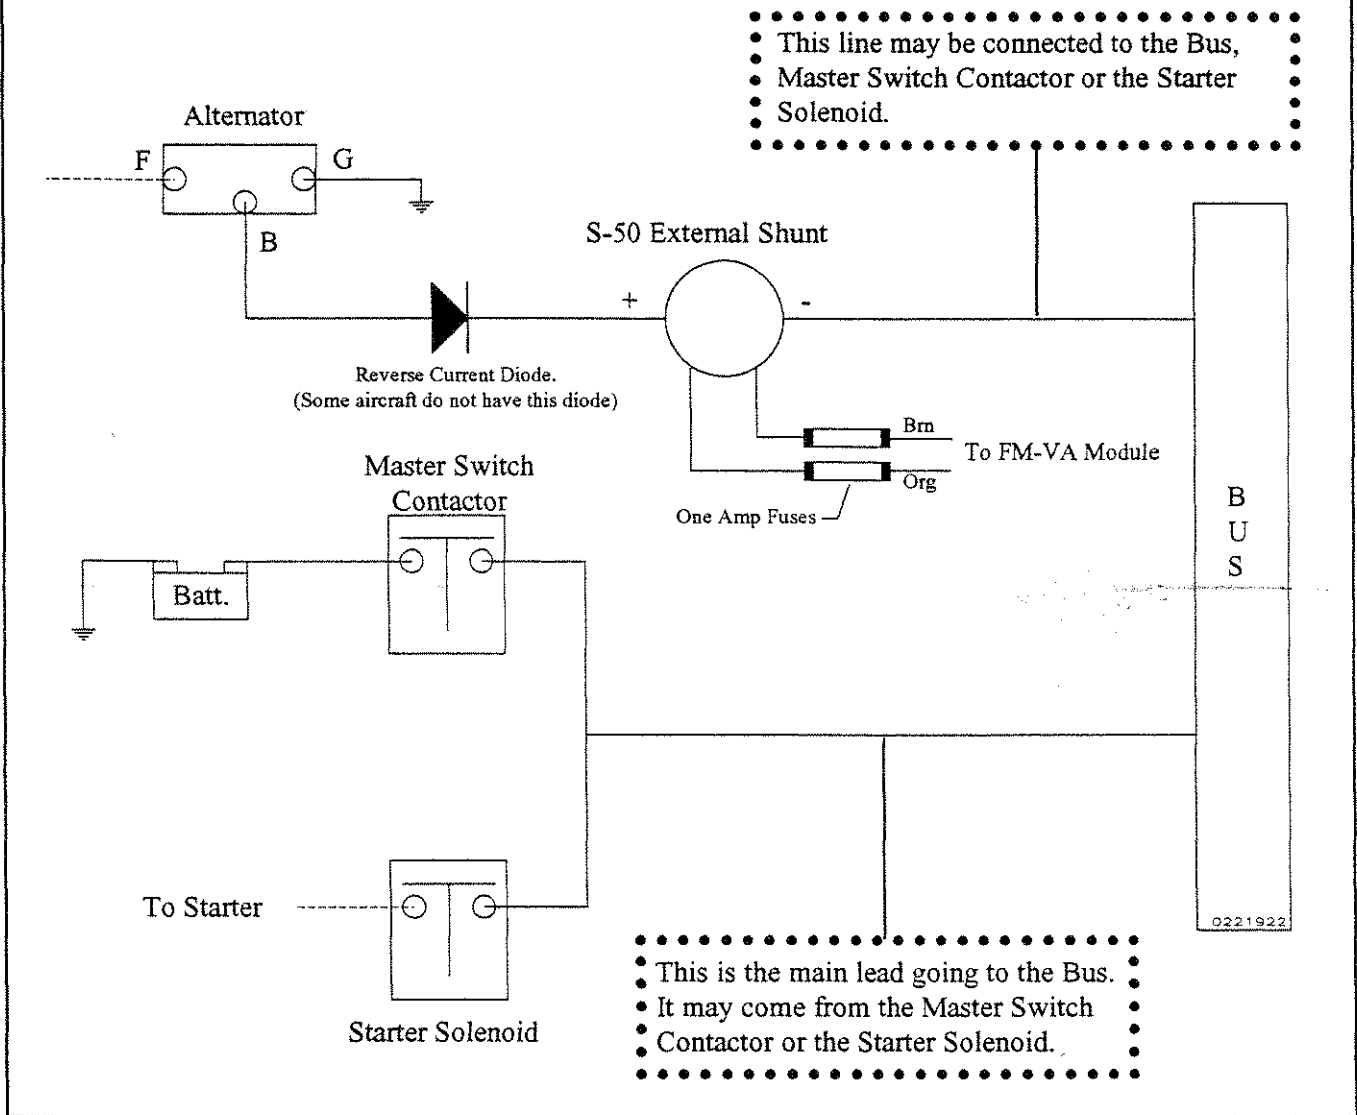 This line may be connected to the Bus,
Master Switch Contactor or the Starter
Solenoid.
Alternator
F
G
B
S-50 External Shunt
+
-
Reverse Current Diode.
(Some aircraft do not have this diode)
Brn
To FM-VA Module
Org
One Amp Fuses
Master Switch
Contactor
Batt.
B
U
S
To Starter
Starter Solenoid
0221922
This is the main lead going to the Bus.
It may come from the Master Switch
Contactor or the Starter Solenoid.